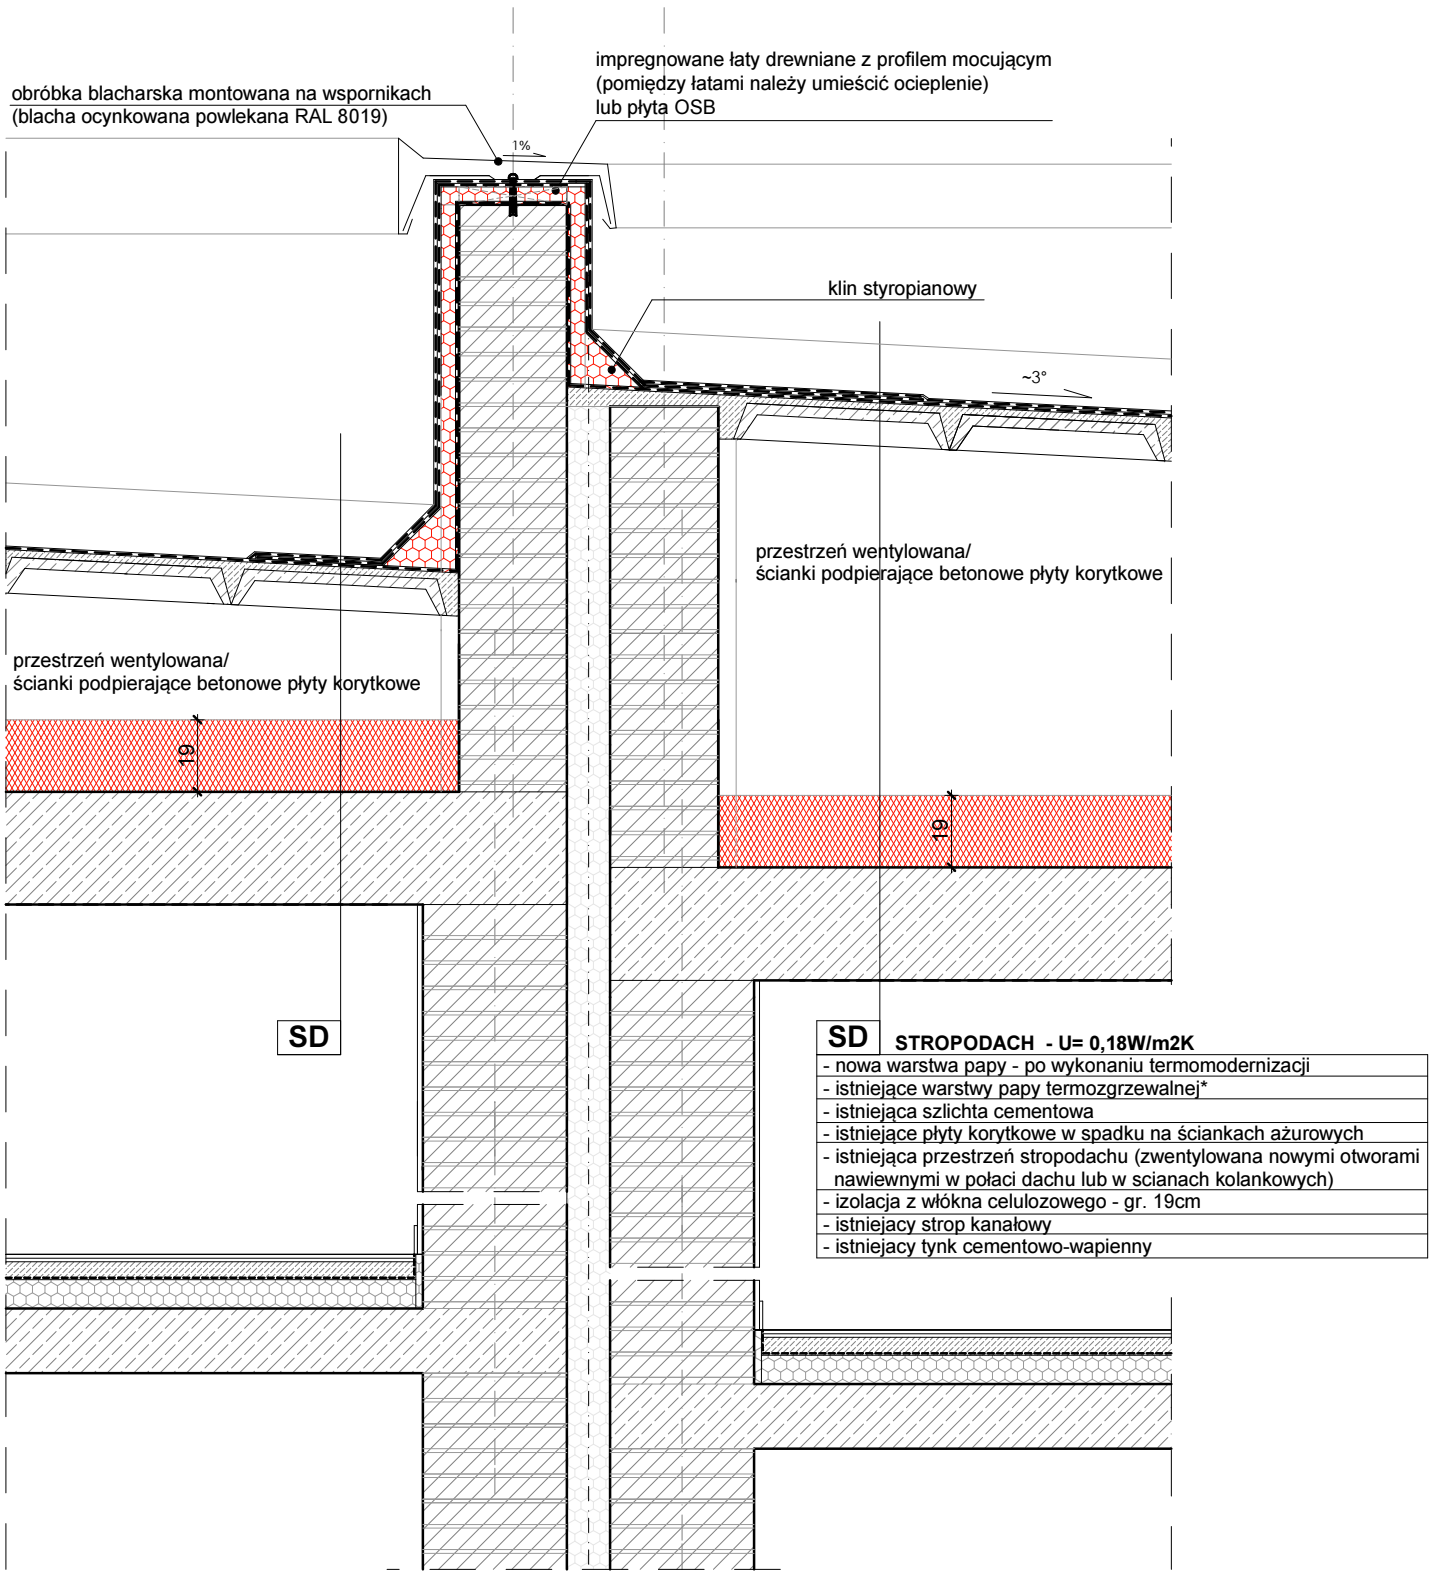 impregnowane łaty drewniane z profilem mocującym
(pomiędzy łatami należy umieścić ocieplenie)
lub płyta OSB
obróbka blacharska montowana na wspornikach
(blacha ocynkowana powlekana RAL 8019)
1%
klin styropianowy
~3°
przestrzeń wentylowana/
ścianki podpierające betonowe płyty korytkowe
przestrzeń wentylowana/
ścianki podpierające betonowe płyty korytkowe
19
19
SD
SD STROPODACH - U= 0,18W/m2K
- nowa warstwa papy - po wykonaniu termomodernizacji
- istniejące warstwy papy termozgrzewalnej*
- istniejąca szlichta cementowa
- istniejące płyty korytkowe w spadku na ściankach ażurowych
- istniejąca przestrzeń stropodachu (zwentylowana nowymi otworami
nawiewnymi w połaci dachu lub w scianach kolankowych)
- izolacja z włókna celulozowego - gr. 19cm
- istniejacy strop kanałowy
- istniejacy tynk cementowo-wapienny